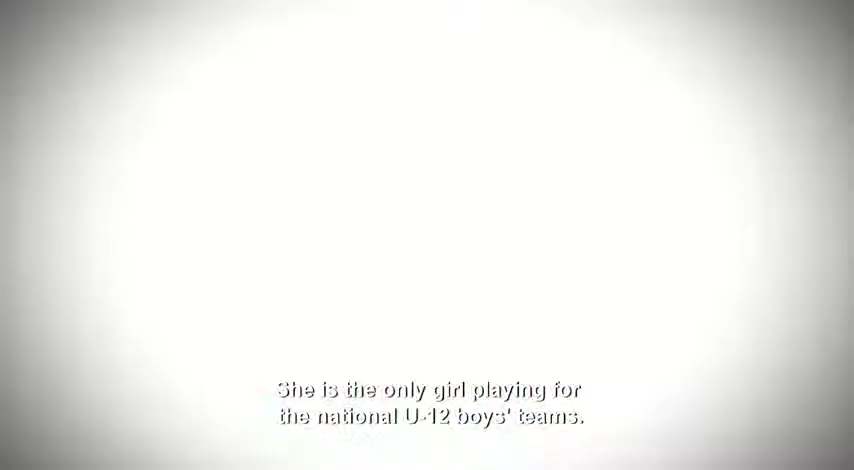 She is the only girl playing for
the national U-12 boys' teams.